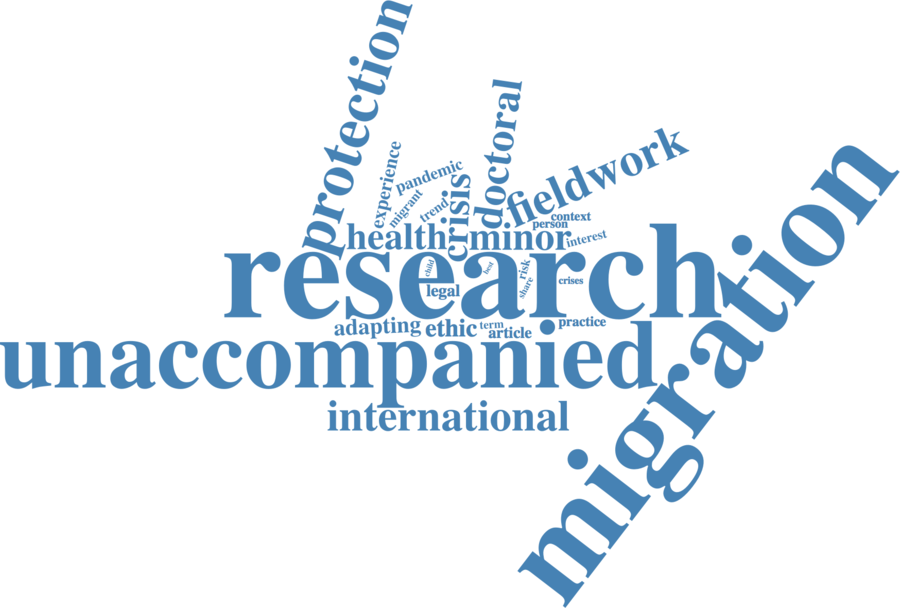 protection
doctoral
experience
pandemic
migrant
trend
crisis
fieldwork
context
person
health
minor
interest
research
child
best
risk
share
crises
legal
adapting
ethic
term
article
practice
unaccompanied
international
migration